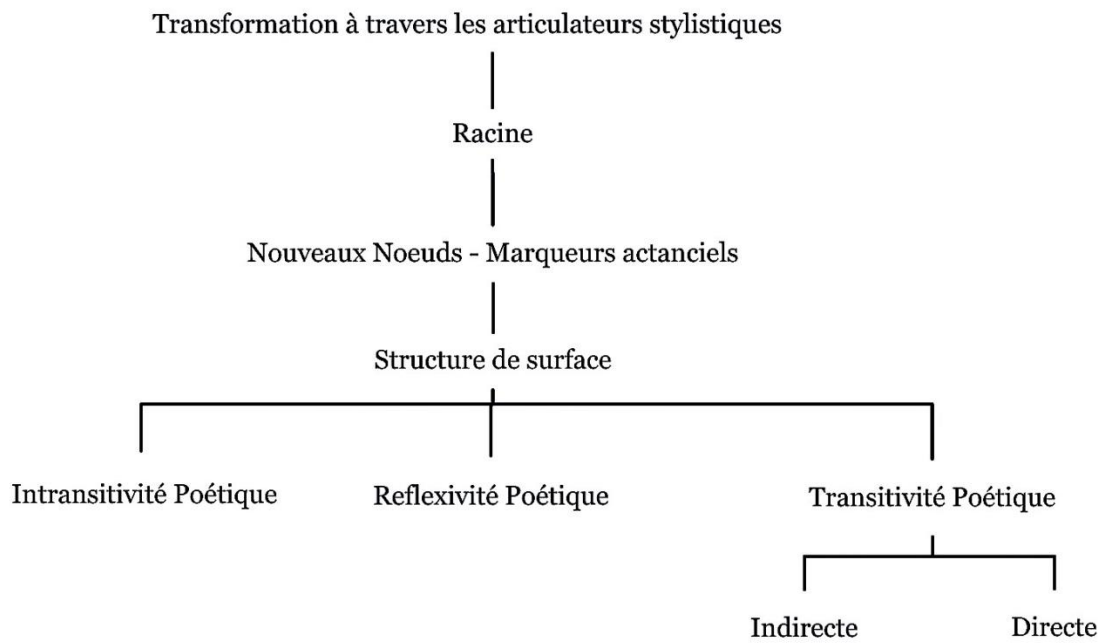 Transformation à travers les articulateurs stylistiques
Racine
Nouveaux Noeuds - Marqueurs actanciels
Structure de surface
Intransitivité Poétique
Reflexivité Poétique
Transitivité Poétique
Indirecte
Directe